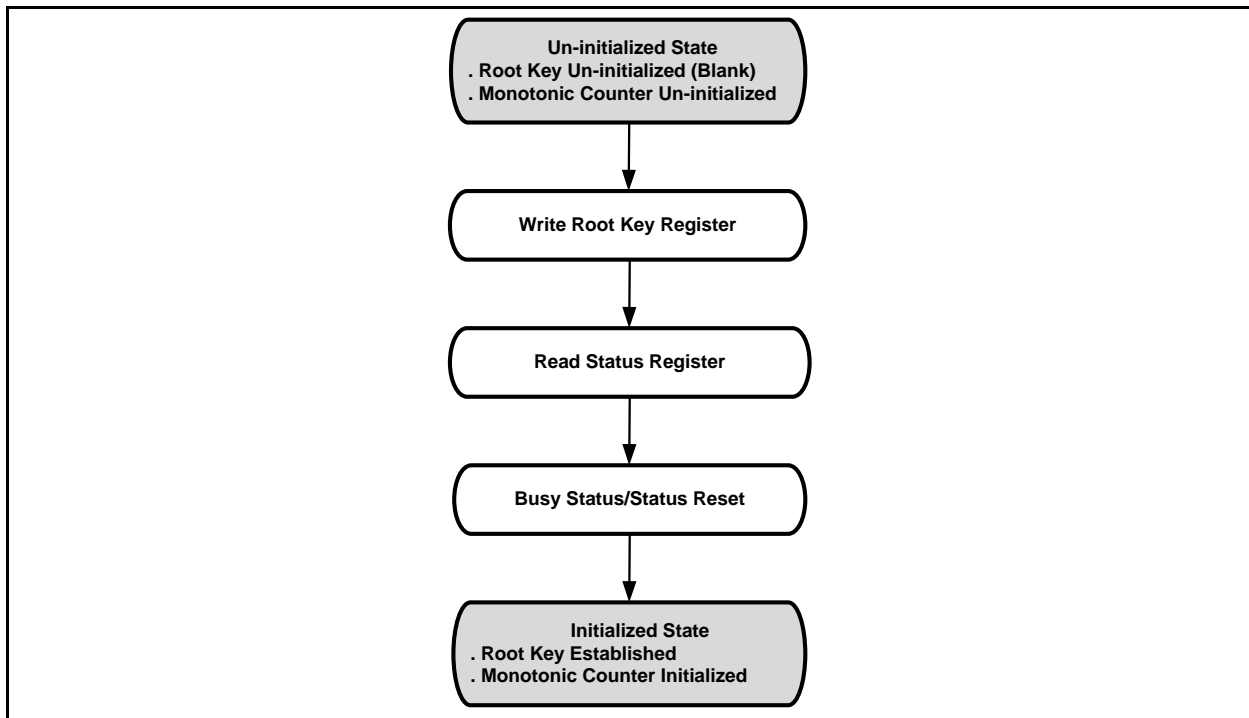 Un-initialized State
. Root Key Un-initialized (Blank)
. Monotonic Counter Un-initialized
Write Root Key Register
Read Status Register
Busy Status/Status Reset
Initialized State
. Root Key Established
. Monotonic Counter Initialized